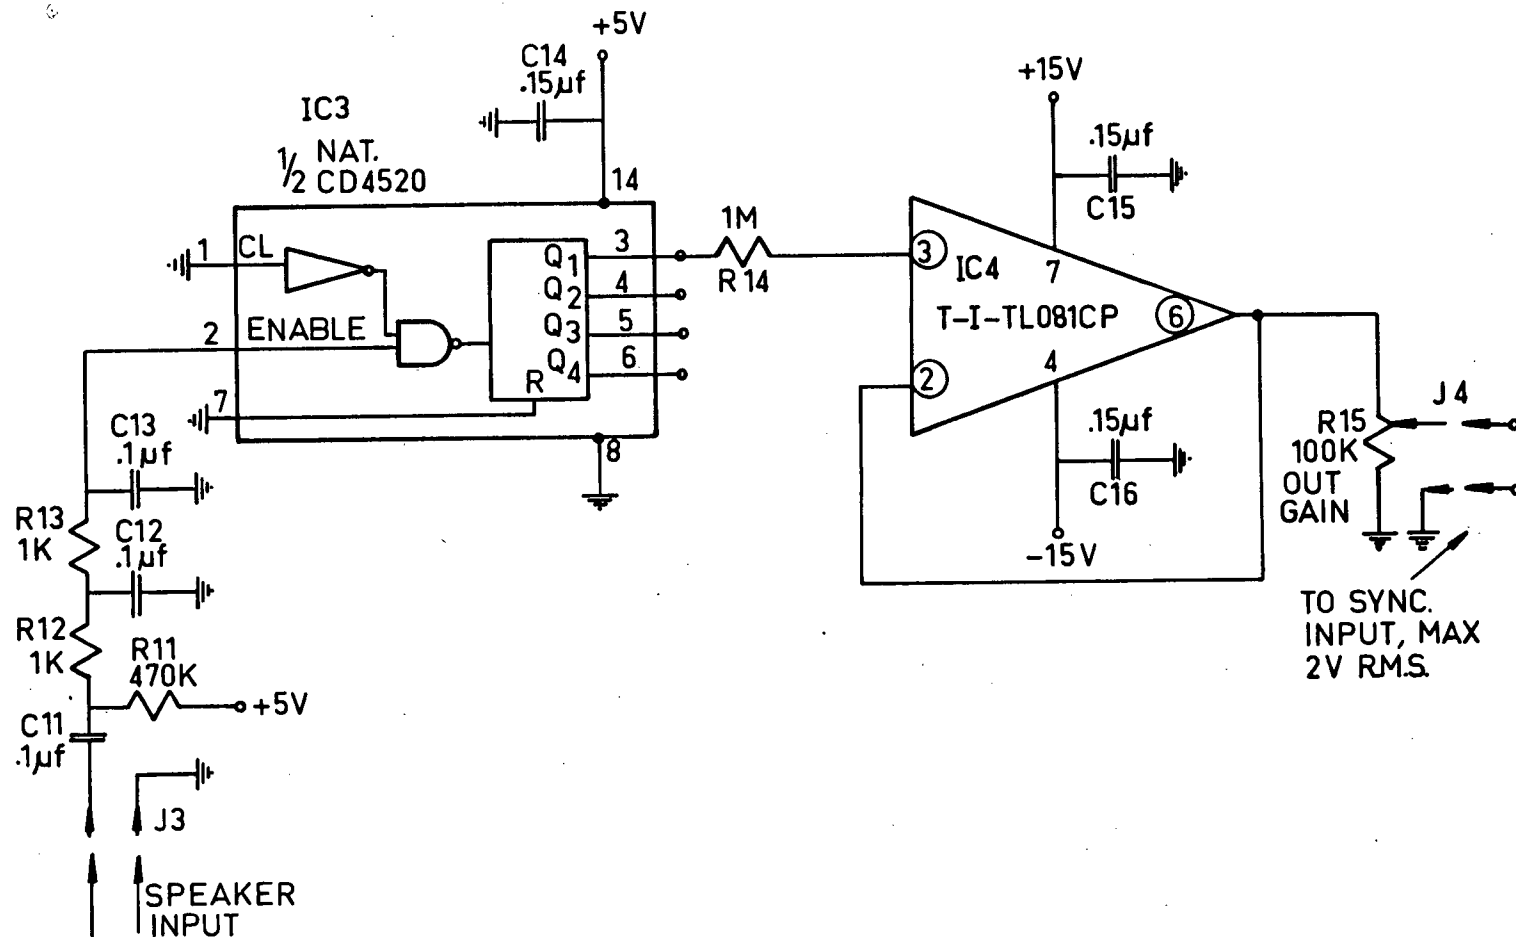 +5V
C14
.15µf
IC3
½ NAT.
CD4520
14
1
CL
2
ENABLE
7
R
8
Q1
Q2
Q3
Q4
3
4
5
6
1M
R14
+15V
.15µf
C15
3
IC4
7
T-I-TL081CP
6
2
4
.15µf
C16
-15V
R15
100K
OUT
GAIN
J4
TO SYNC.
INPUT, MAX
2V R.M.S.
C13
.1µf
R13
1K
C12
.1µf
R12
1K
R11
470K
+5V
C11
.1µf
J3
SPEAKER
INPUT